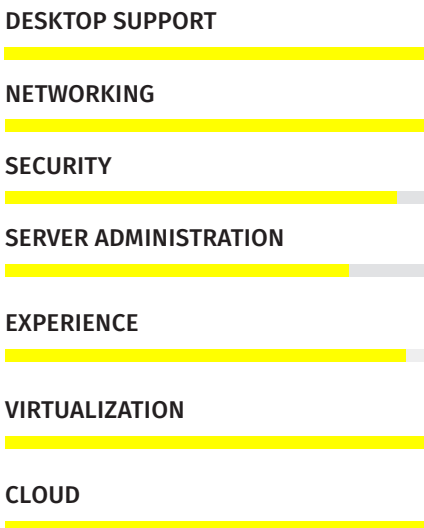 DESKTOP SUPPORT
NETWORKING
SECURITY
SERVER ADMINISTRATION
EXPERIENCE
VIRTUALIZATION
CLOUD